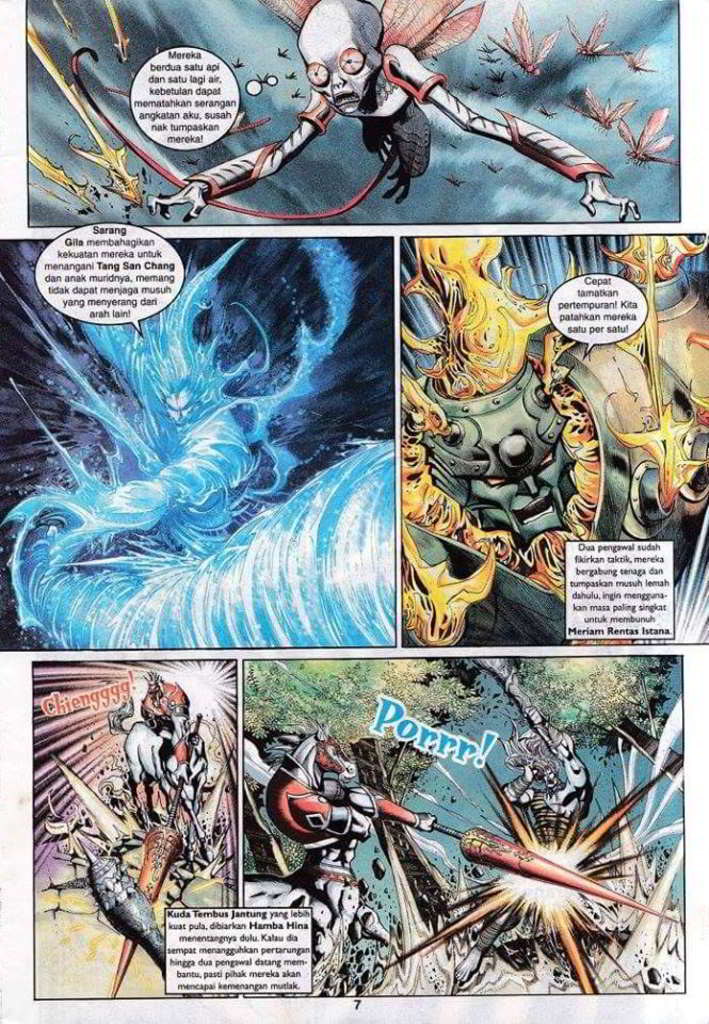 Mereka
berdua satu api
dan satu lagi air,
kebetulan dapat
mematahkan serangan
angkatan aku, susah
nak tumpaskan
mereka!
Sarang
Gila membahagikan
kekuatan mereka untuk
menangani Tang San Chang
dan anak muridnya, memang
tidak dapat menjaga musuh
yang menyerang dari
arah lain!
Cepat
tamatkan
pertempuran! Kita
patahkan mereka
satu per satu!
Dua pengawal sudah
fikirkan taktik, mereka
bergabung tenaga dan
tumpaskan musuh lemah
dahulu, ingin mengguna-
kan masa paling singkat
untuk membunuh
Meriam Rentas Istana.
Chiengggg!
Porrrr!
Kuda Tembus Jantung yang lebih
kuat pula, dibiarkan Hamba Hina
menentangnya dulu. Kalau dia
sempat menangguhkan pertarungan
hingga dua pengawal datang mem-
bantu, pasti pihak mereka akan
mencapai kemenangan mutlak.
7